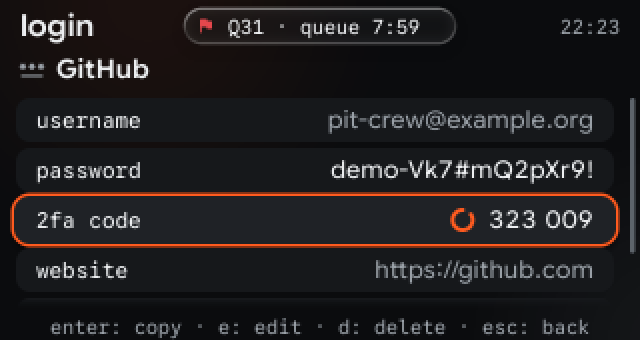 login
Q31 · queue 7:59
22:23
GitHub
username pit-crew@example.org
password demo-Vk7#mQ2pXr9!
2fa code 323 009
website https://github.com
enter: copy · e: edit · d: delete · esc: back